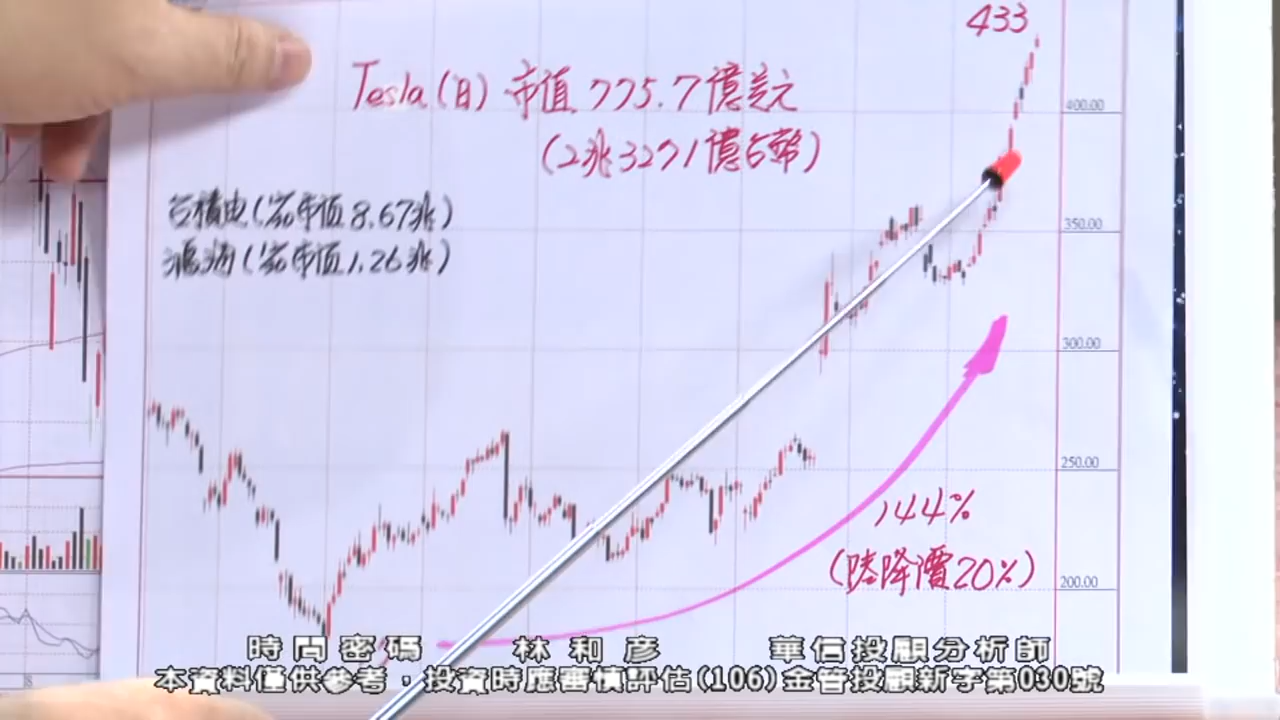 433
Tesla(日) 市值775.7億美元
(2兆3271億台幣)
台積電(富市值8.67兆)
鴻海(富市值1.26兆)
400.00
350.00
300.00
250.00
200.00
144%
(陸降價20%)
時間密碼 林和彥 華信投顧分析師
本資料僅供參考,投資時應審慎評估(106)金管投顧新字第030號